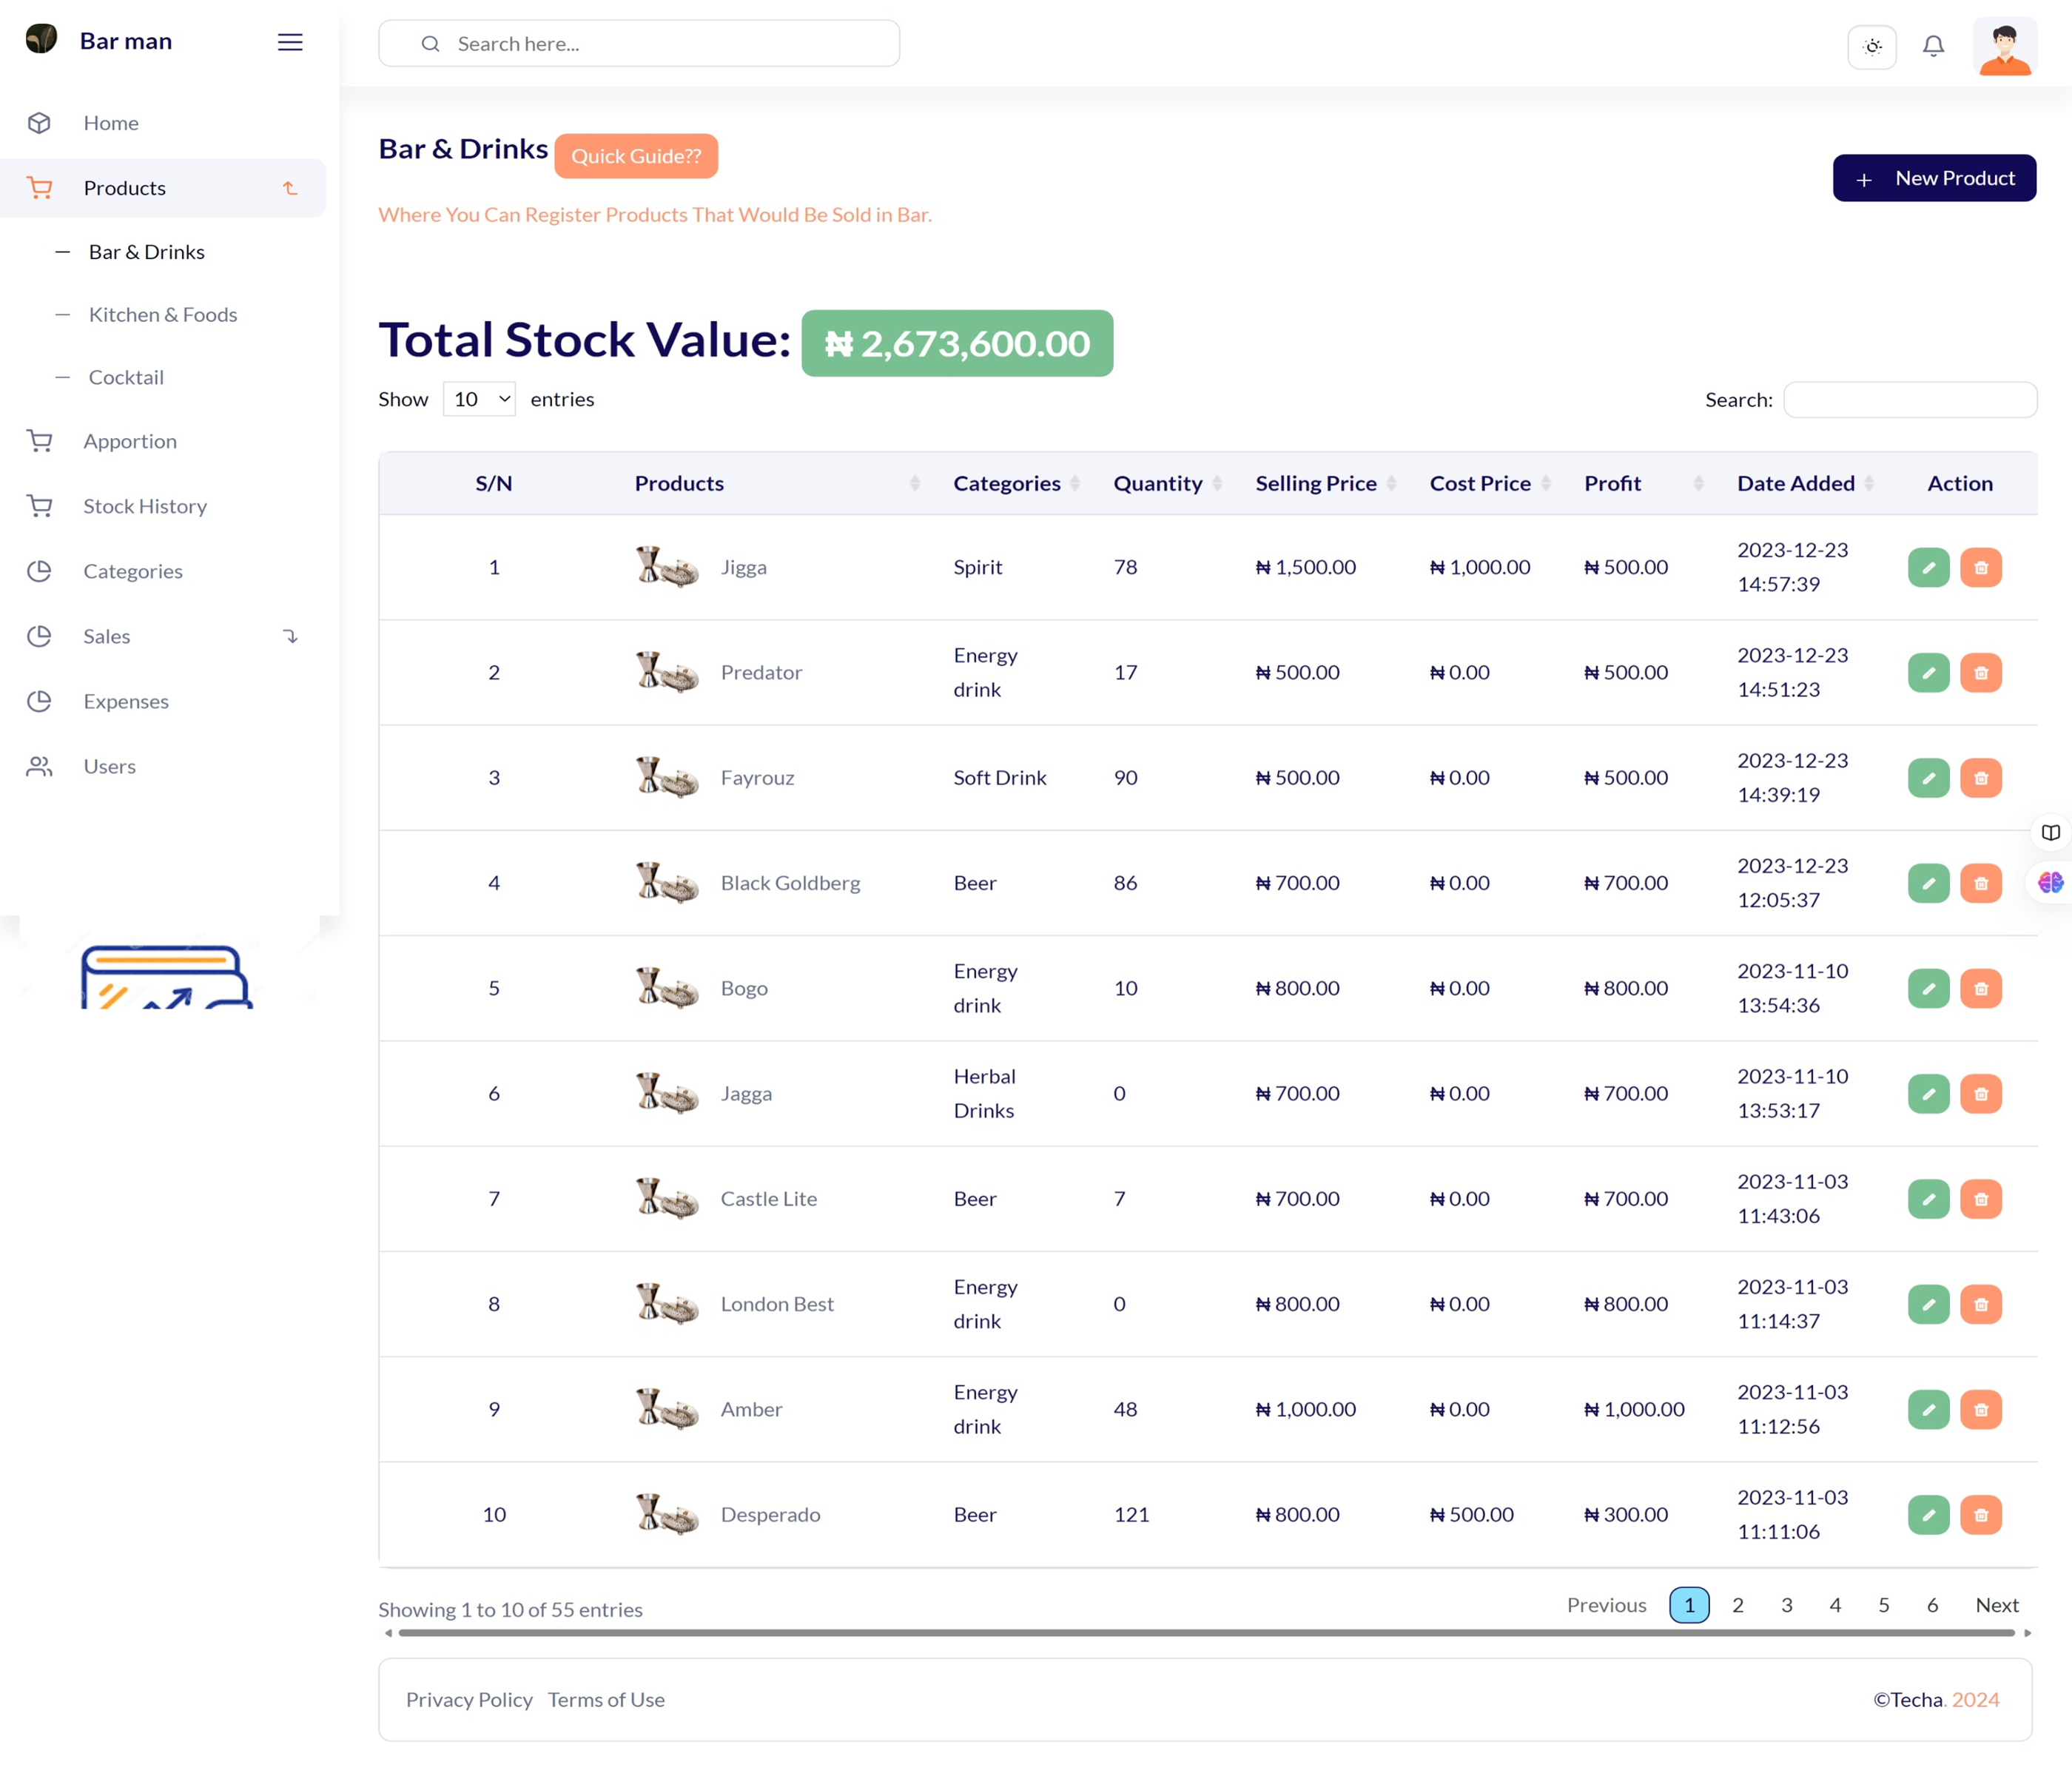 Bar man
Search here...
Home
Products
Bar & Drinks
Kitchen & Foods
Cocktail
Apportion
Stock History
Categories
Sales
Expenses
Users
Bar & Drinks Quick Guide??
Where You Can Register Products That Would Be Sold in Bar.
+ New Product
Total Stock Value: ₦ 2,673,600.00
Show 10 entries Search:
S/N Products Categories Quantity Selling Price Cost Price Profit Date Added Action
1 Jigga Spirit 78 ₦ 1,500.00 ₦ 1,000.00 ₦ 500.00 2023-12-23
14:57:39
2 Predator Energy drink 17 ₦ 500.00 ₦ 0.00 ₦ 500.00 2023-12-23
14:51:23
3 Fayrouz Soft Drink 90 ₦ 500.00 ₦ 0.00 ₦ 500.00 2023-12-23
14:39:19
4 Black Goldberg Beer 86 ₦ 700.00 ₦ 0.00 ₦ 700.00 2023-12-23
12:05:37
5 Bogo Energy drink 10 ₦ 800.00 ₦ 0.00 ₦ 800.00 2023-11-10
13:54:36
6 Jagga Herbal Drinks 0 ₦ 700.00 ₦ 0.00 ₦ 700.00 2023-11-10
13:53:17
7 Castle Lite Beer 7 ₦ 700.00 ₦ 0.00 ₦ 700.00 2023-11-03
11:43:06
8 London Best Energy drink 0 ₦ 800.00 ₦ 0.00 ₦ 800.00 2023-11-03
11:14:37
9 Amber Energy drink 48 ₦ 1,000.00 ₦ 0.00 ₦ 1,000.00 2023-11-03
11:12:56
10 Desperado Beer 121 ₦ 800.00 ₦ 500.00 ₦ 300.00 2023-11-03
11:11:06
Showing 1 to 10 of 55 entries
Previous 1 2 3 4 5 6 Next
Privacy Policy Terms of Use
©Techa. 2024